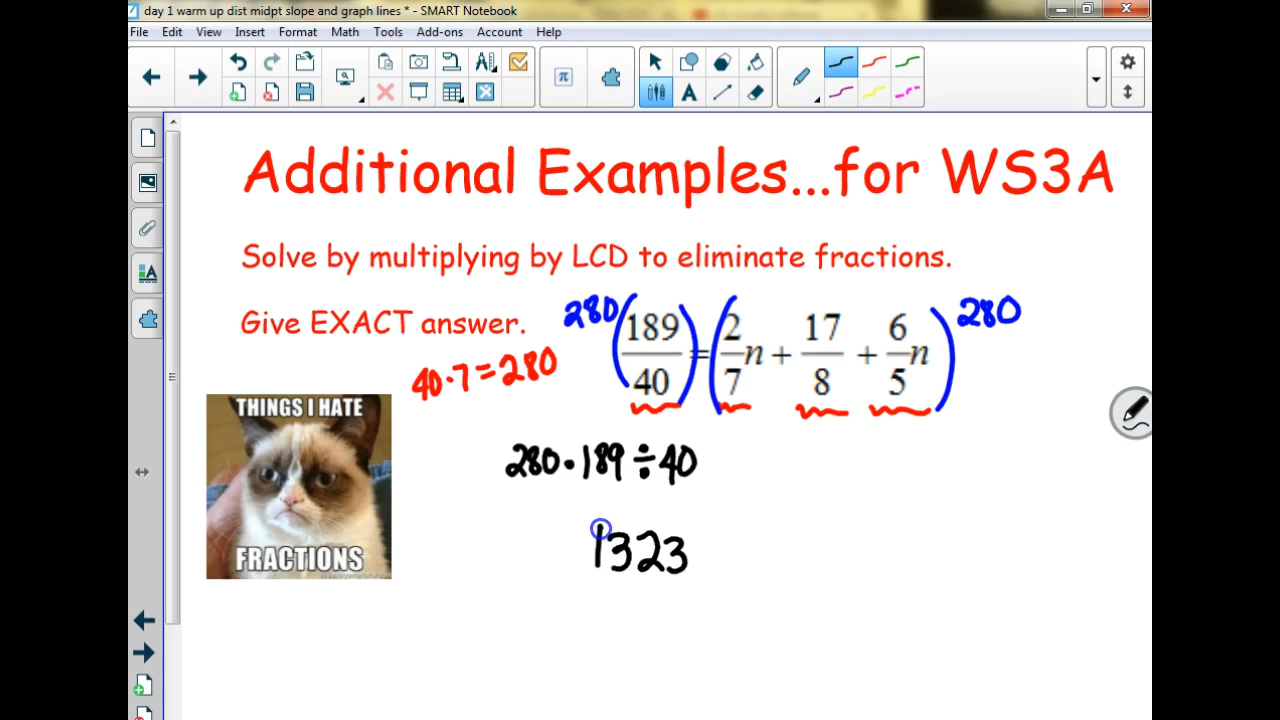 day 1 warm up dist midpt slope and graph lines * - SMART Notebook
File Edit View Insert Format Math Tools Add-ons Account Help
Additional Examples...for WS3A
Solve by multiplying by LCD to eliminate fractions.
Give EXACT answer.
280 (189/40) = (2/7 n + 17/8 + 6/5 n) 280
40·7=280
THINGS I HATE
FRACTIONS
280·189÷40
1323